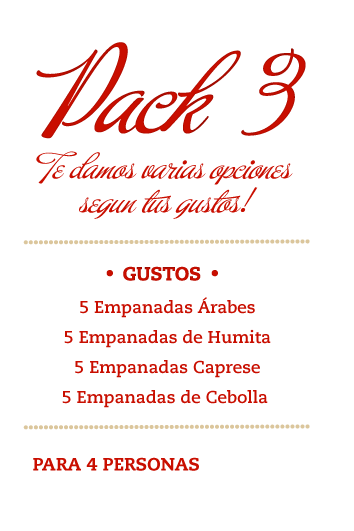 Pack 3
Te damos varias opciones
segun tus gustos!
• GUSTOS •
5 Empanadas Árabes
5 Empanadas de Humita
5 Empanadas Caprese
5 Empanadas de Cebolla
PARA 4 PERSONAS